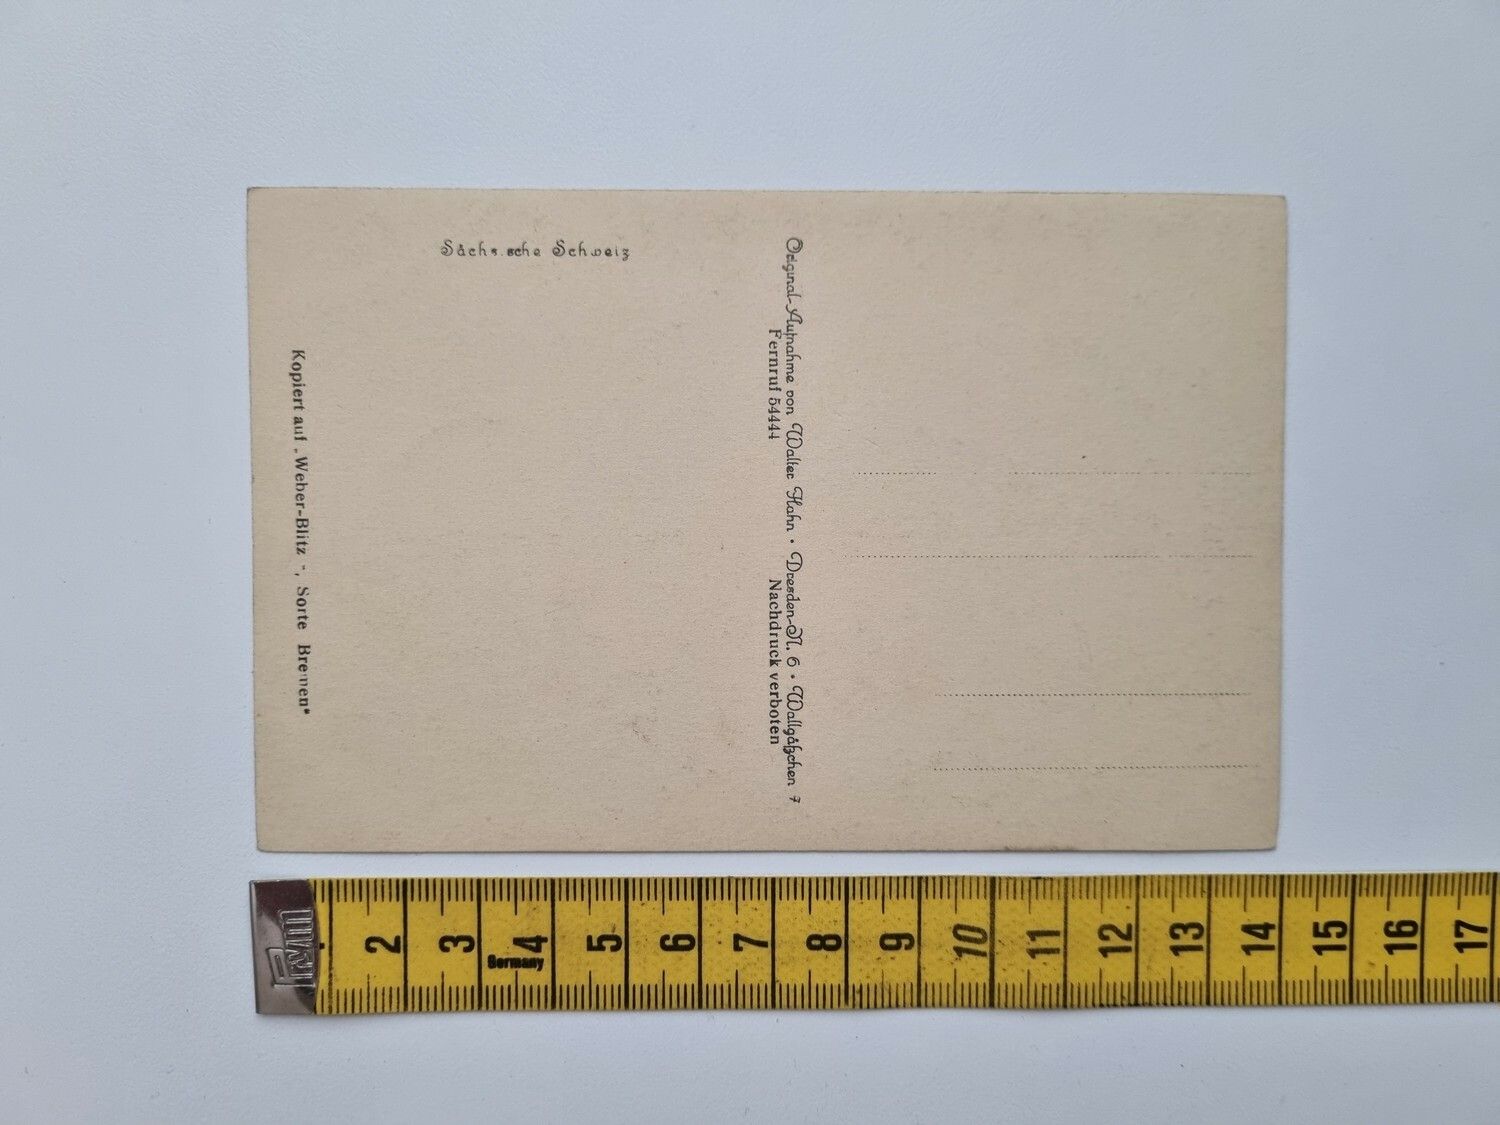 Sächsische Schweiz
Kopiert auf „Weber-Blitz -, Sorte Bremen"
Original-Aufnahme von Walter Hahn · Dresden-N. 6 · Wallgäßchen 7
Fernruf 54444 Nachdruck verboten
2 3 4 5 6 7 8 9 10 11 12 13 14 15 16 17
Germany